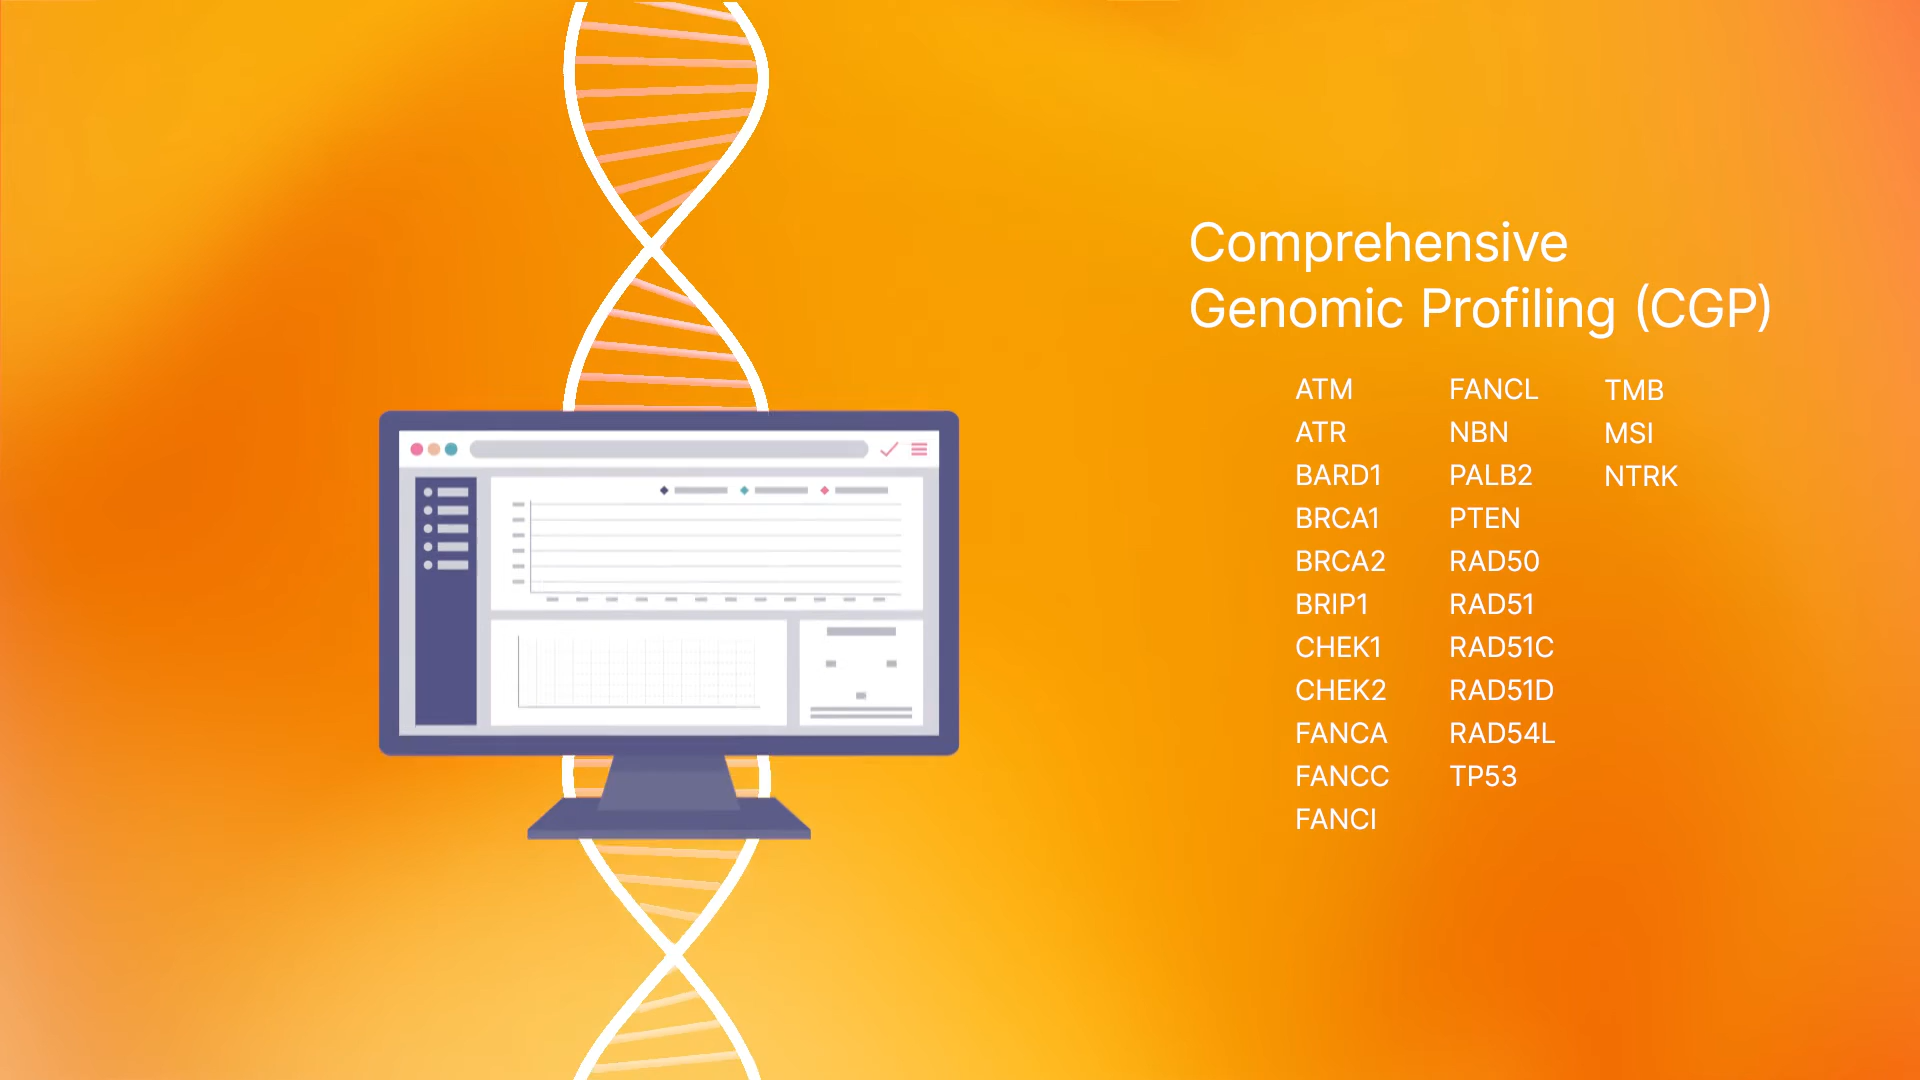 Comprehensive
Genomic Profiling (CGP)
ATM
ATR
BARD1
BRCA1
BRCA2
BRIP1
CHEK1
CHEK2
FANCA
FANCC
FANCI
FANCL
NBN
PALB2
PTEN
RAD50
RAD51
RAD51C
RAD51D
RAD54L
TP53
TMB
MSI
NTRK